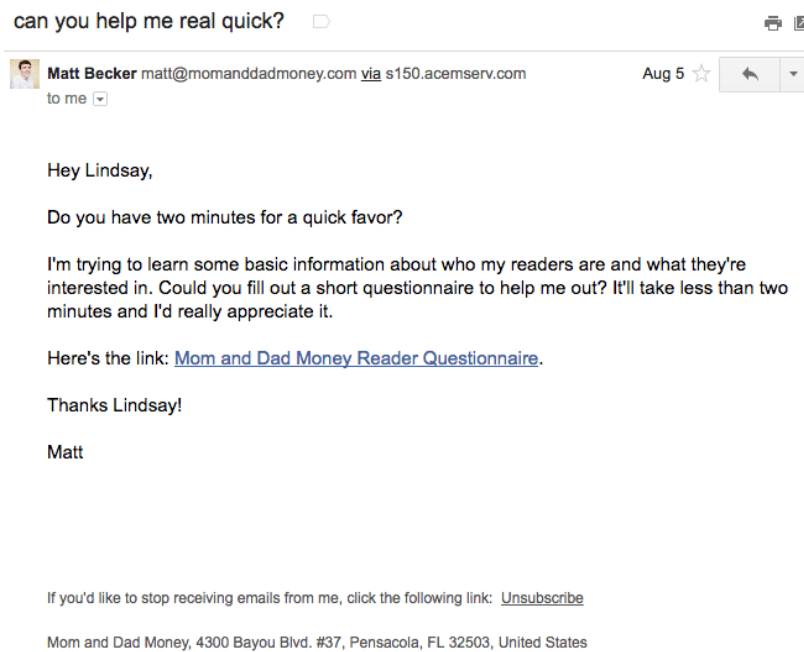 can you help me real quick?
Matt Becker matt@momanddadmoney.com via s150.acemserv.com Aug 5
to me
Hey Lindsay,
Do you have two minutes for a quick favor?
I'm trying to learn some basic information about who my readers are and what they're
interested in. Could you fill out a short questionnaire to help me out? It'll take less than two
minutes and I'd really appreciate it.
Here's the link: Mom and Dad Money Reader Questionnaire.
Thanks Lindsay!
Matt
If you'd like to stop receiving emails from me, click the following link: Unsubscribe
Mom and Dad Money, 4300 Bayou Blvd. #37, Pensacola, FL 32503, United States